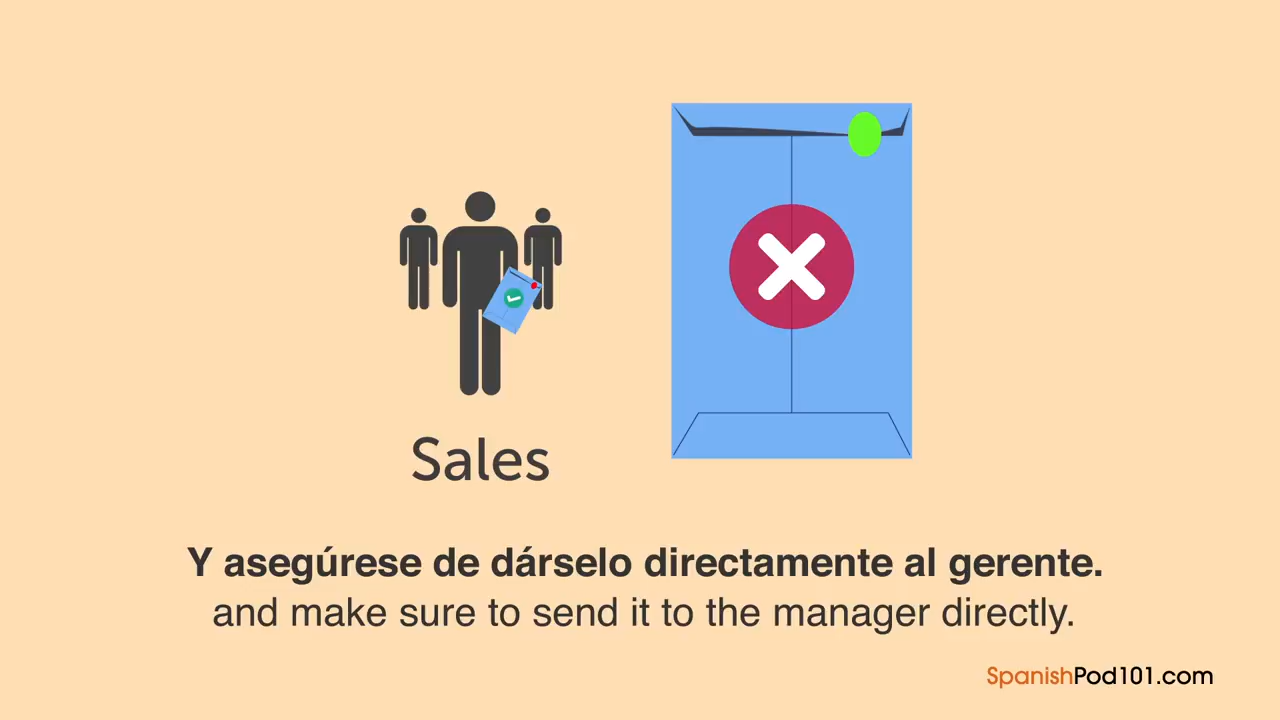 Sales
Y asegúrese de dárselo directamente al gerente.
and make sure to send it to the manager directly.
SpanishPod101.com